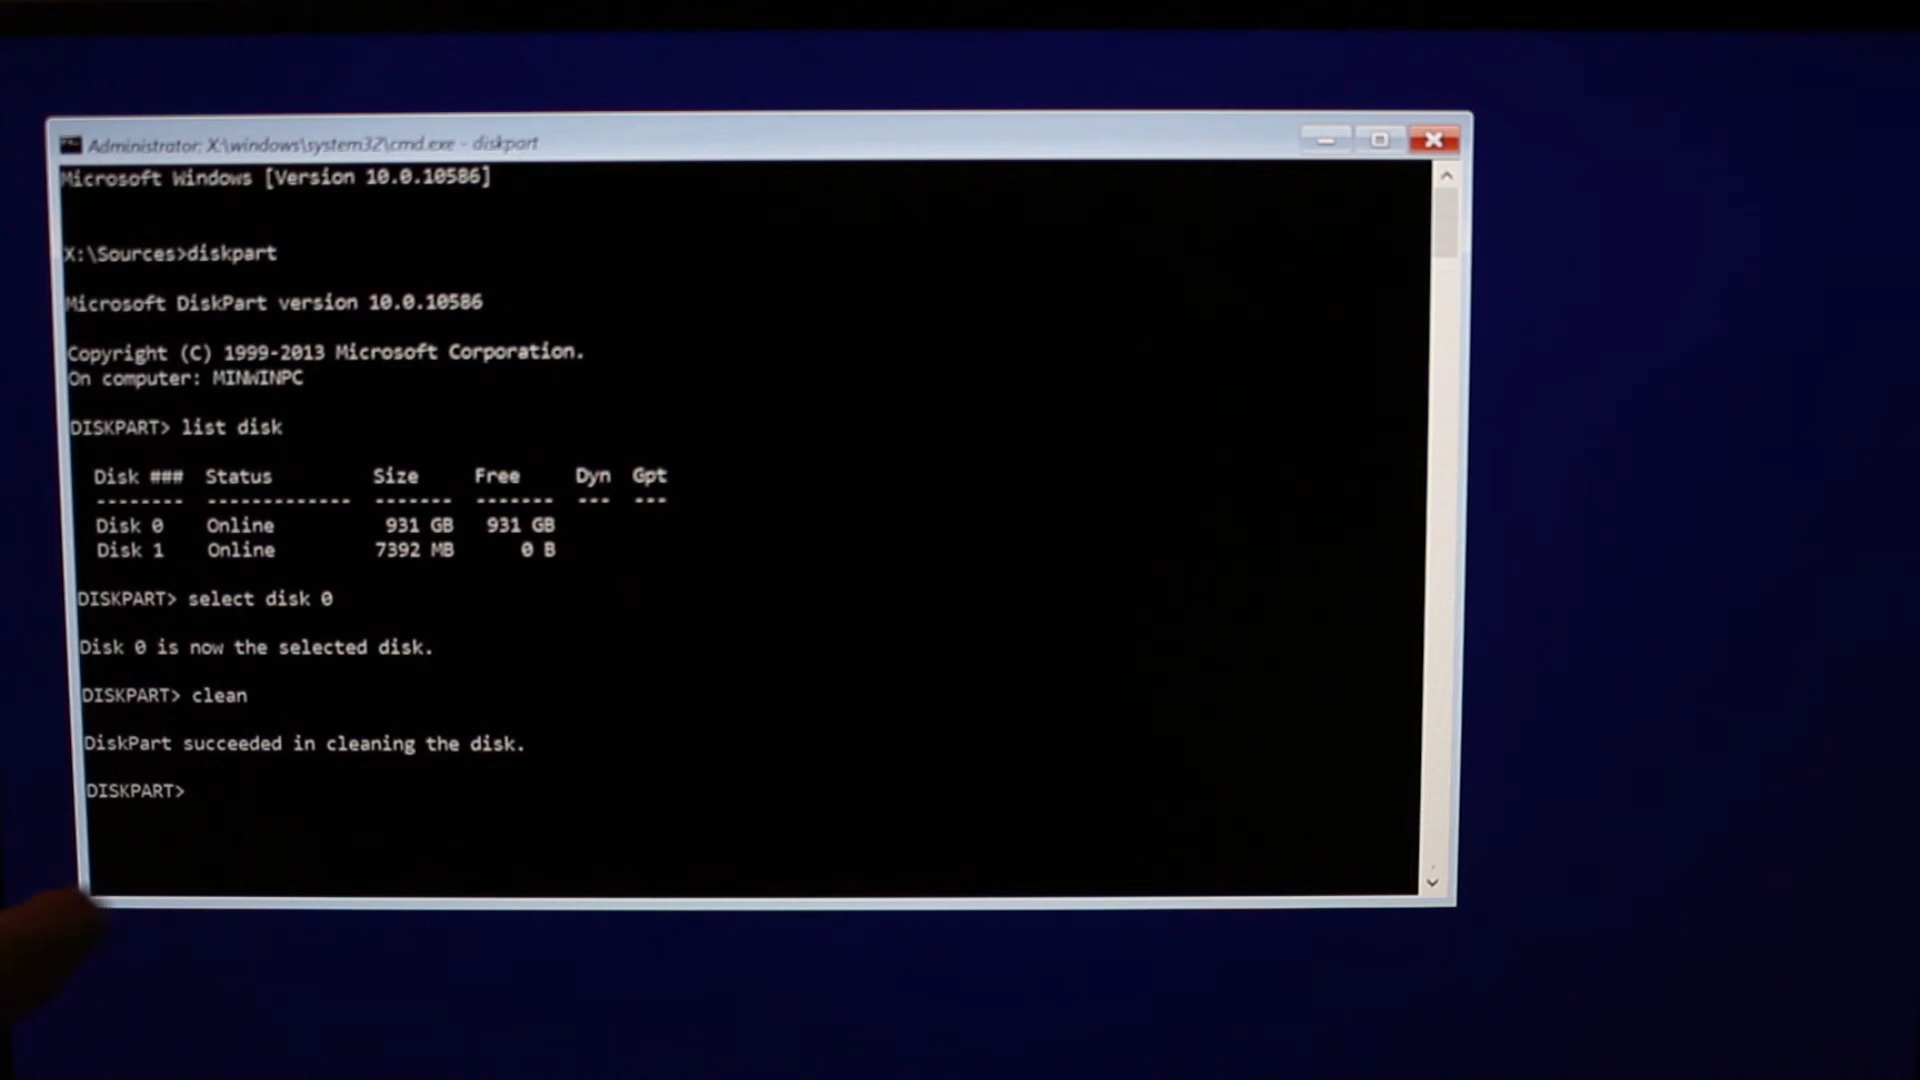 Administrator: X:\windows\system32\cmd.exe - diskpart
Microsoft Windows [Version 10.0.10586]
X:\Sources>diskpart
Microsoft DiskPart version 10.0.10586
Copyright (C) 1999-2013 Microsoft Corporation.
On computer: MINWINPC
DISKPART> list disk
Disk ###  Status         Size     Free     Dyn  Gpt
--------  -------------  -------  -------  ---  ---
Disk 0    Online          931 GB   931 GB
Disk 1    Online         7392 MB      0 B
DISKPART> select disk 0
Disk 0 is now the selected disk.
DISKPART> clean
DiskPart succeeded in cleaning the disk.
DISKPART>